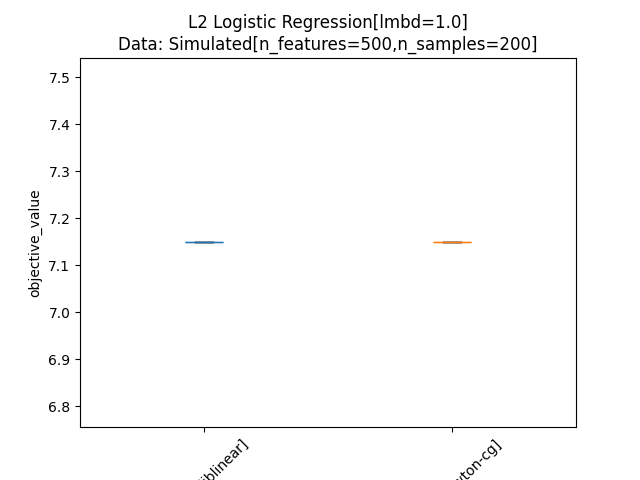 L2 Logistic Regression[lmbd=1.0]
Data: Simulated[n_features=500,n_samples=200]
objective_value
7.5
7.4
7.3
7.2
7.1
7.0
6.9
6.8
iblinear]
ton-cg]